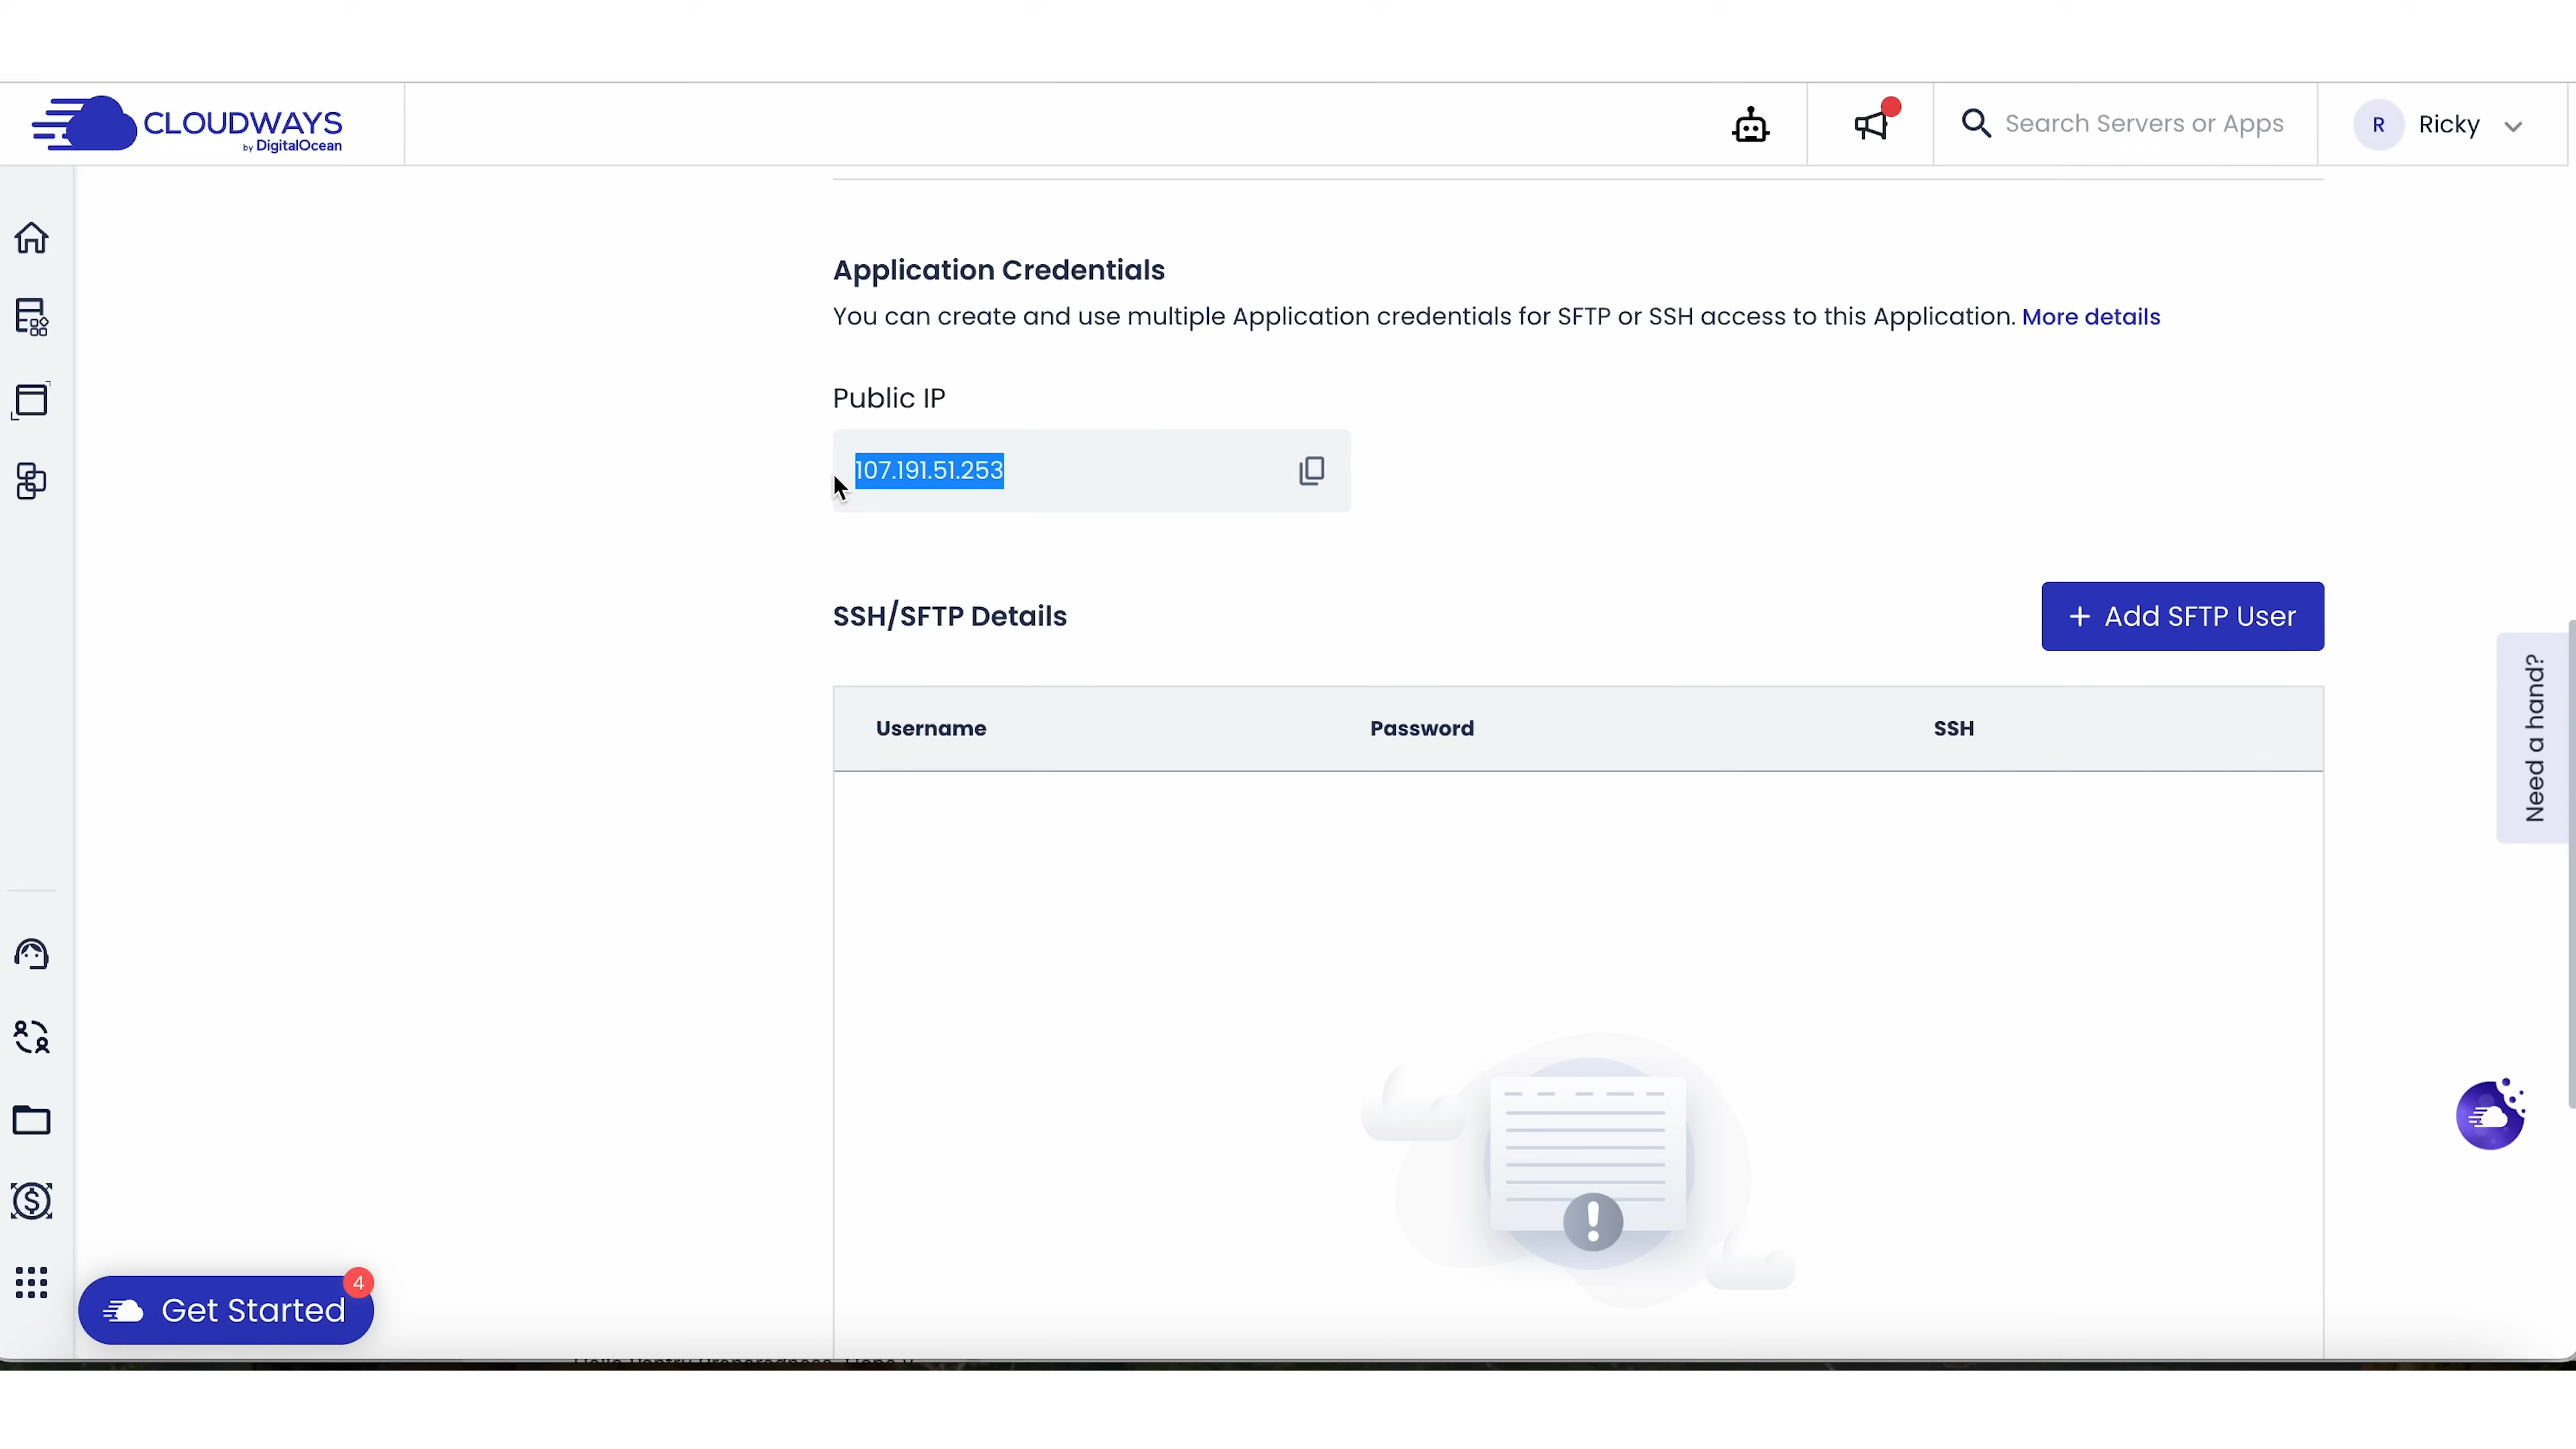 CLOUDWAYS
by DigitalOcean
Search Servers or Apps
R
Ricky
Application Credentials
You can create and use multiple Application credentials for SFTP or SSH access to this Application. More details
Public IP
107.191.51.253
SSH/SFTP Details
+ Add SFTP User
Need a hand?
Username Password SSH
4
Get Started